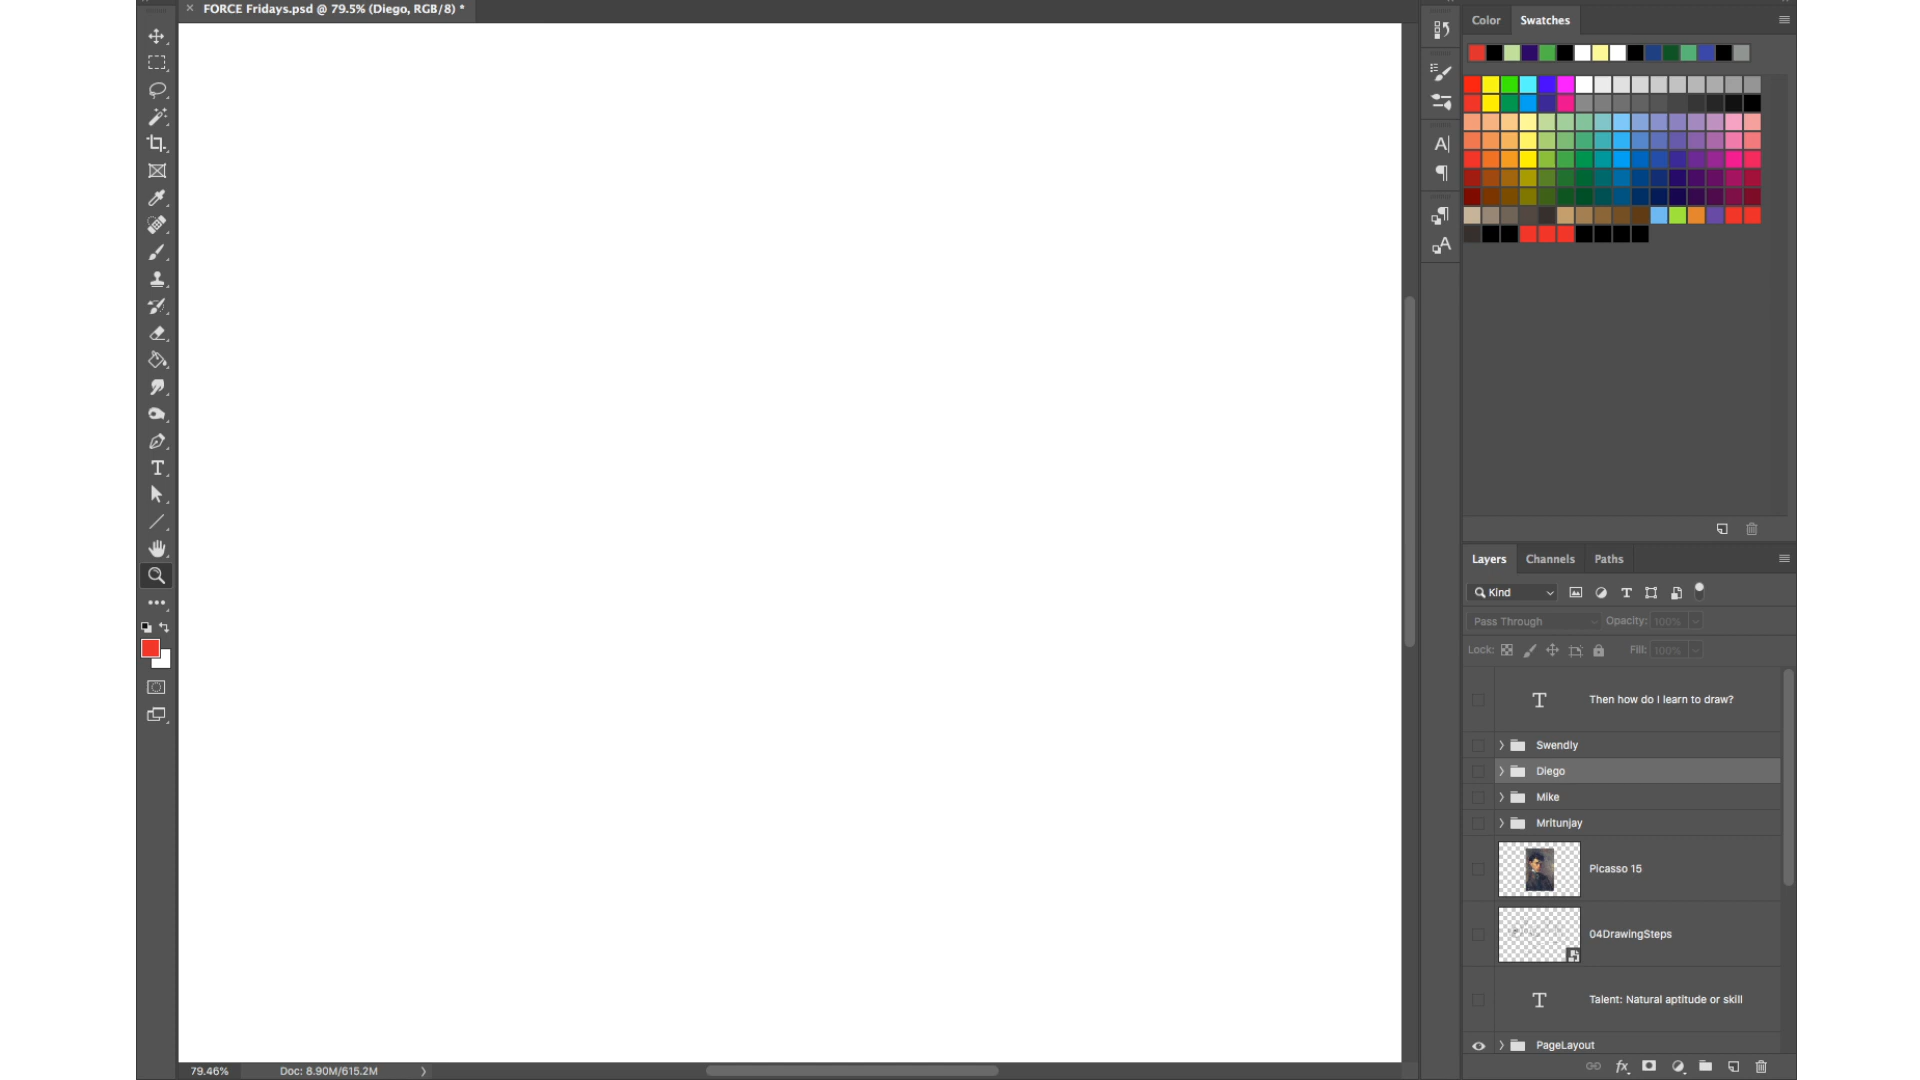 × FORCE Fridays.psd @ 79.5% (Diego, RGB/8) *
Color Swatches
Layers Channels Paths
Kind
Pass Through Opacity: 100%
Lock: Fill: 100%
Then how do I learn to draw?
Swendly
Diego
Mike
Mritunjay
Picasso 15
04DrawingSteps
Talent: Natural aptitude or skill
PageLayout
79.46% Doc: 8.90M/615.2M